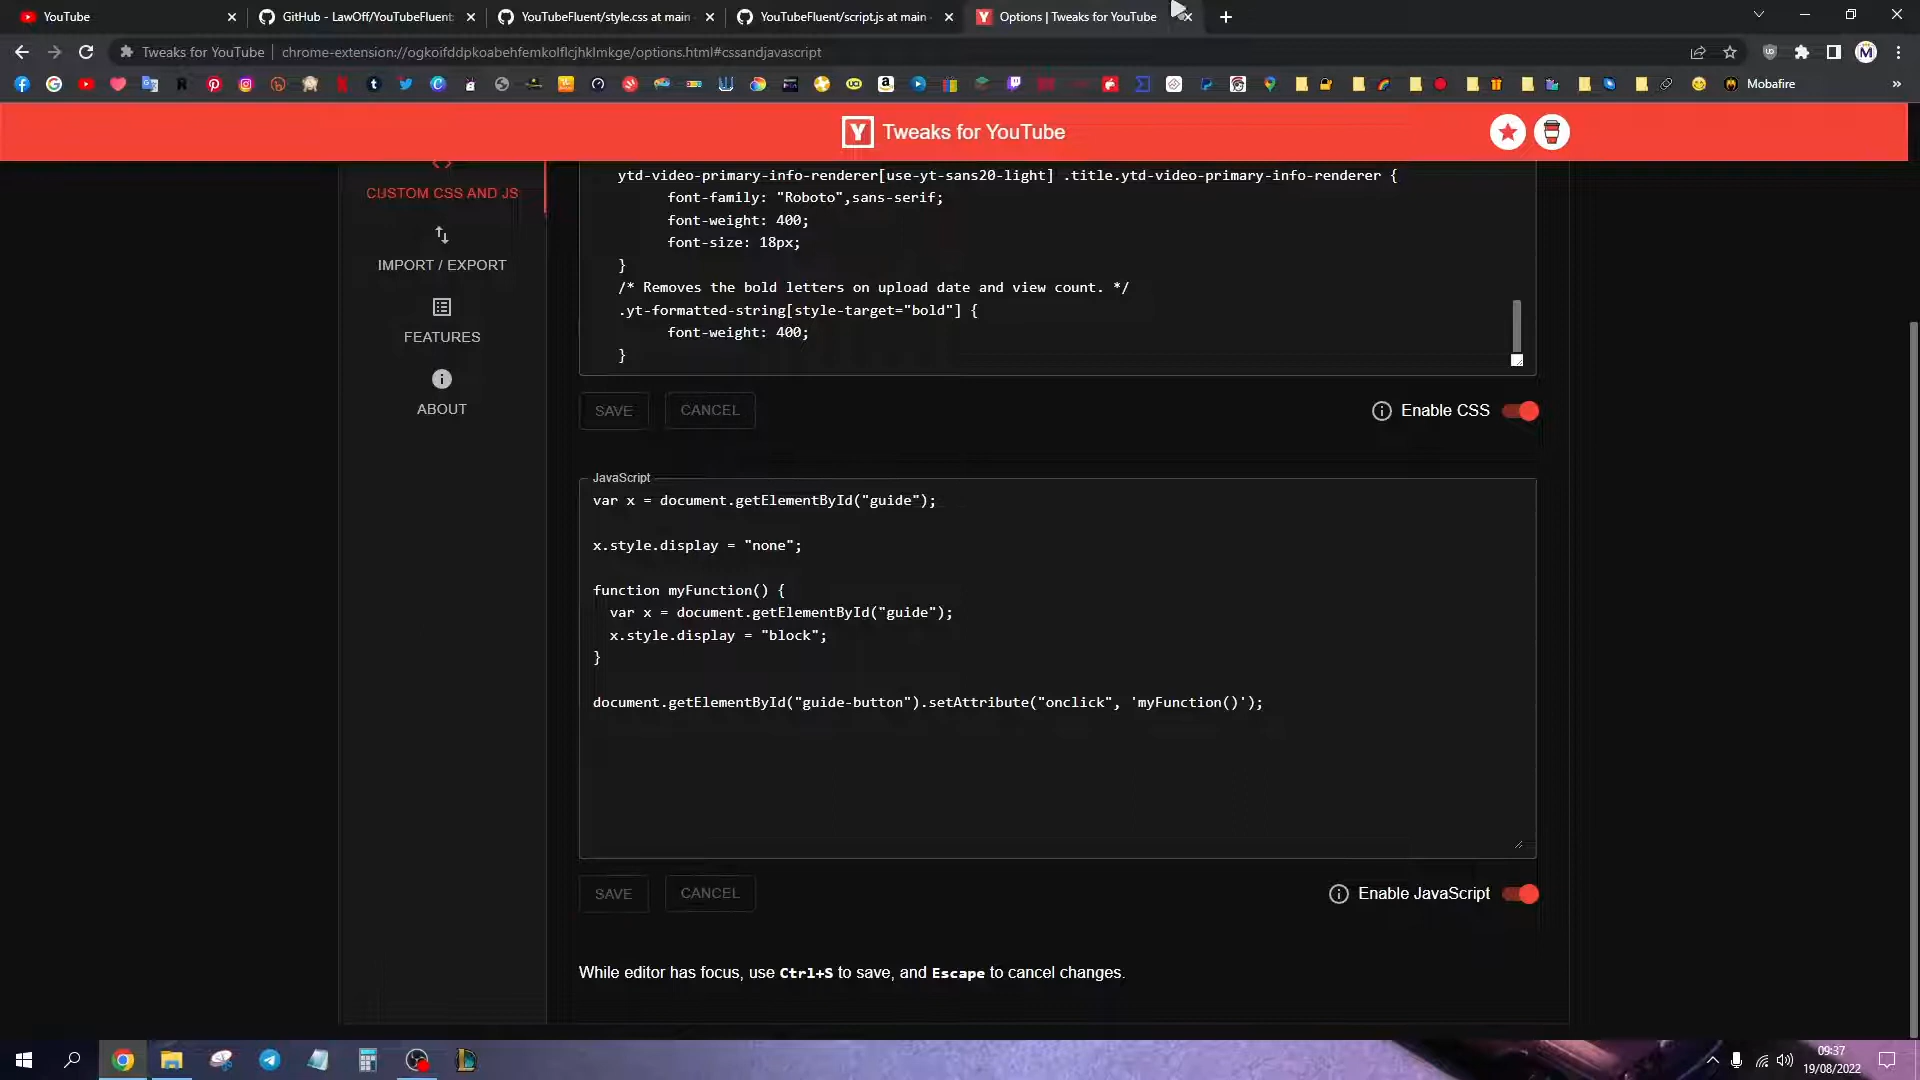 YouTube
GitHub - LawOff/YouTubeFluent
YouTubeFluent/style.css at main
YouTubeFluent/script.js at main
Options | Tweaks for YouTube
Tweaks for YouTube
chrome-extension://ogkoifddpkoabehfemkolflcjhklmkge/options.html#cssandjavascript
Mobafire
Tweaks for YouTube
CUSTOM CSS AND JS
IMPORT / EXPORT
FEATURES
ABOUT
ytd-video-primary-info-renderer[use-yt-sans20-light] .title.ytd-video-primary-info-renderer {
font-family: "Roboto",sans-serif;
font-weight: 400;
font-size: 18px;
}
/* Removes the bold letters on upload date and view count. */
.yt-formatted-string[style-target="bold"] {
font-weight: 400;
}
SAVE
CANCEL
Enable CSS
JavaScript
var x = document.getElementById("guide");
x.style.display = "none";
function myFunction() {
var x = document.getElementById("guide");
x.style.display = "block";
}
document.getElementById("guide-button").setAttribute("onclick", 'myFunction()');
SAVE
CANCEL
Enable JavaScript
While editor has focus, use Ctrl+S to save, and Escape to cancel changes.
09:37
19/08/2022